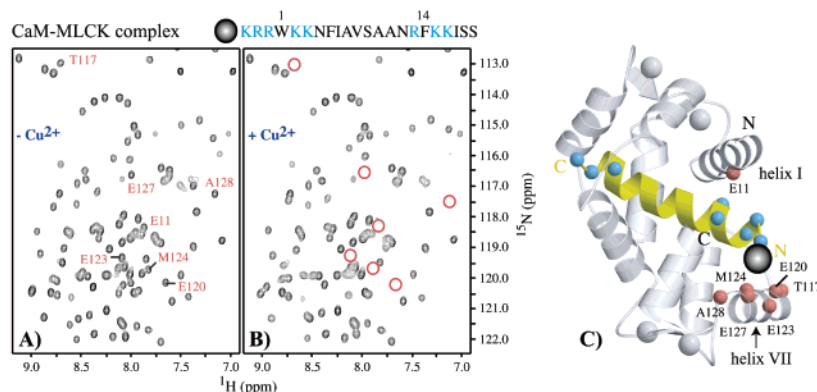 CaM-MLCK complex
1 14
KRRWKKNFIAVSAANRFKKISS
T117
- Cu2+
E127
A128
E11
E123
M124
E120
A)
9.0 8.5 8.0 7.5 7.0
+ Cu2+
B)
9.0 8.5 8.0 7.5 7.0
1H (ppm)
113.0
114.0
115.0
116.0
117.0
118.0
119.0
120.0
121.0
122.0
15N (ppm)
N
C
E11
helix I
C
N
M124
E120
T117
A128
E127
E123
C)
helix VII